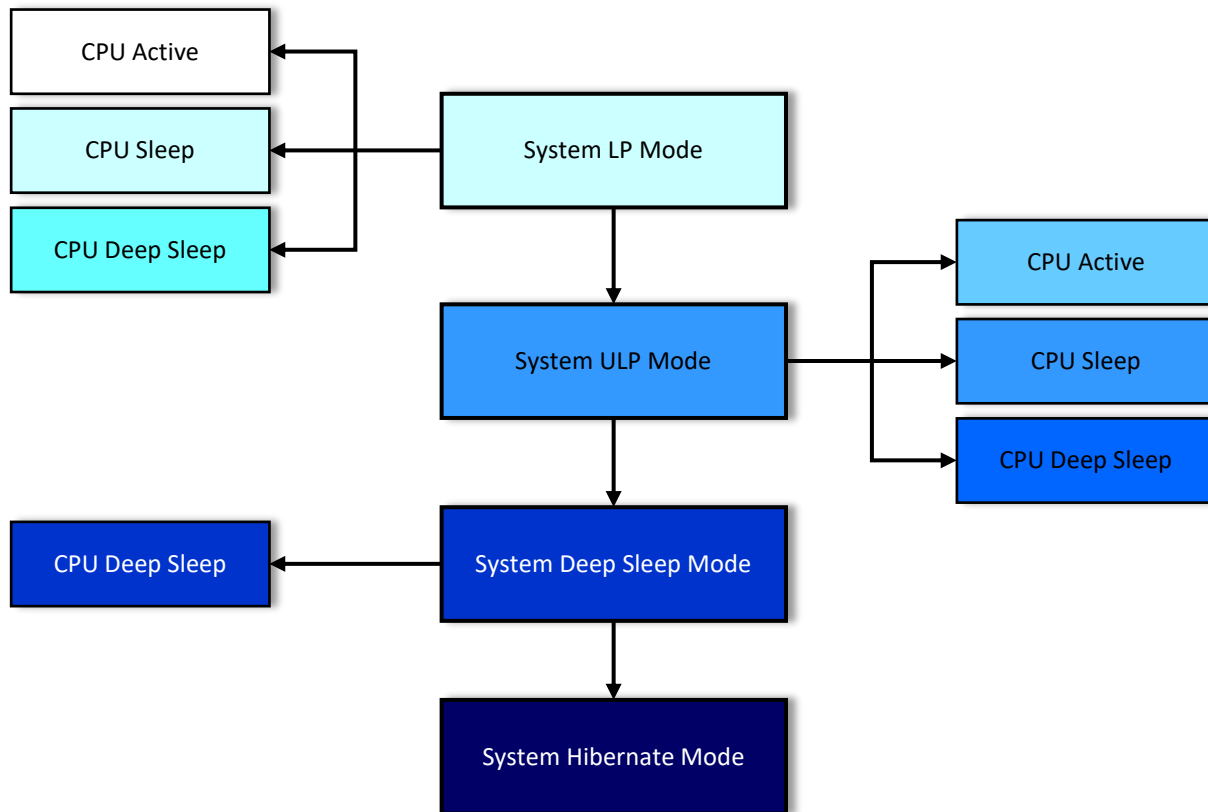 CPU Active
CPU Sleep
CPU Deep Sleep
System LP Mode
System ULP Mode
CPU Active
CPU Sleep
CPU Deep Sleep
CPU Deep Sleep
System Deep Sleep Mode
System Hibernate Mode